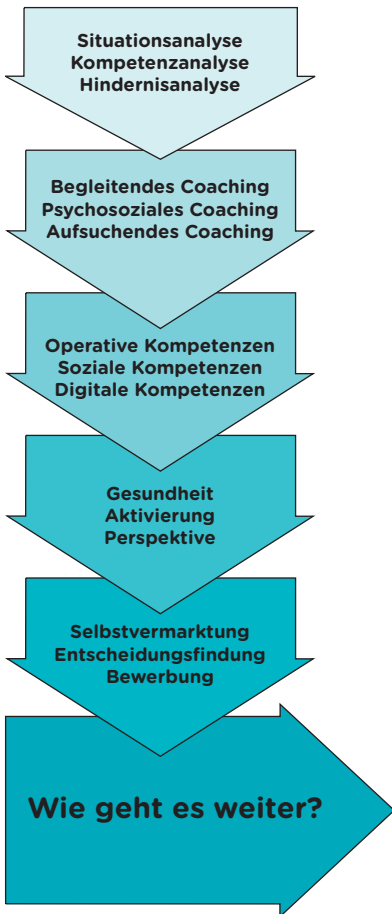 Situationsanalyse
Kompetenzanalyse
Hindernisanalyse
Begleitendes Coaching
Psychosoziales Coaching
Aufsuchendes Coaching
Operative Kompetenzen
Soziale Kompetenzen
Digitale Kompetenzen
Gesundheit
Aktivierung
Perspektive
Selbstvermarktung
Entscheidungsfindung
Bewerbung
Wie geht es weiter?